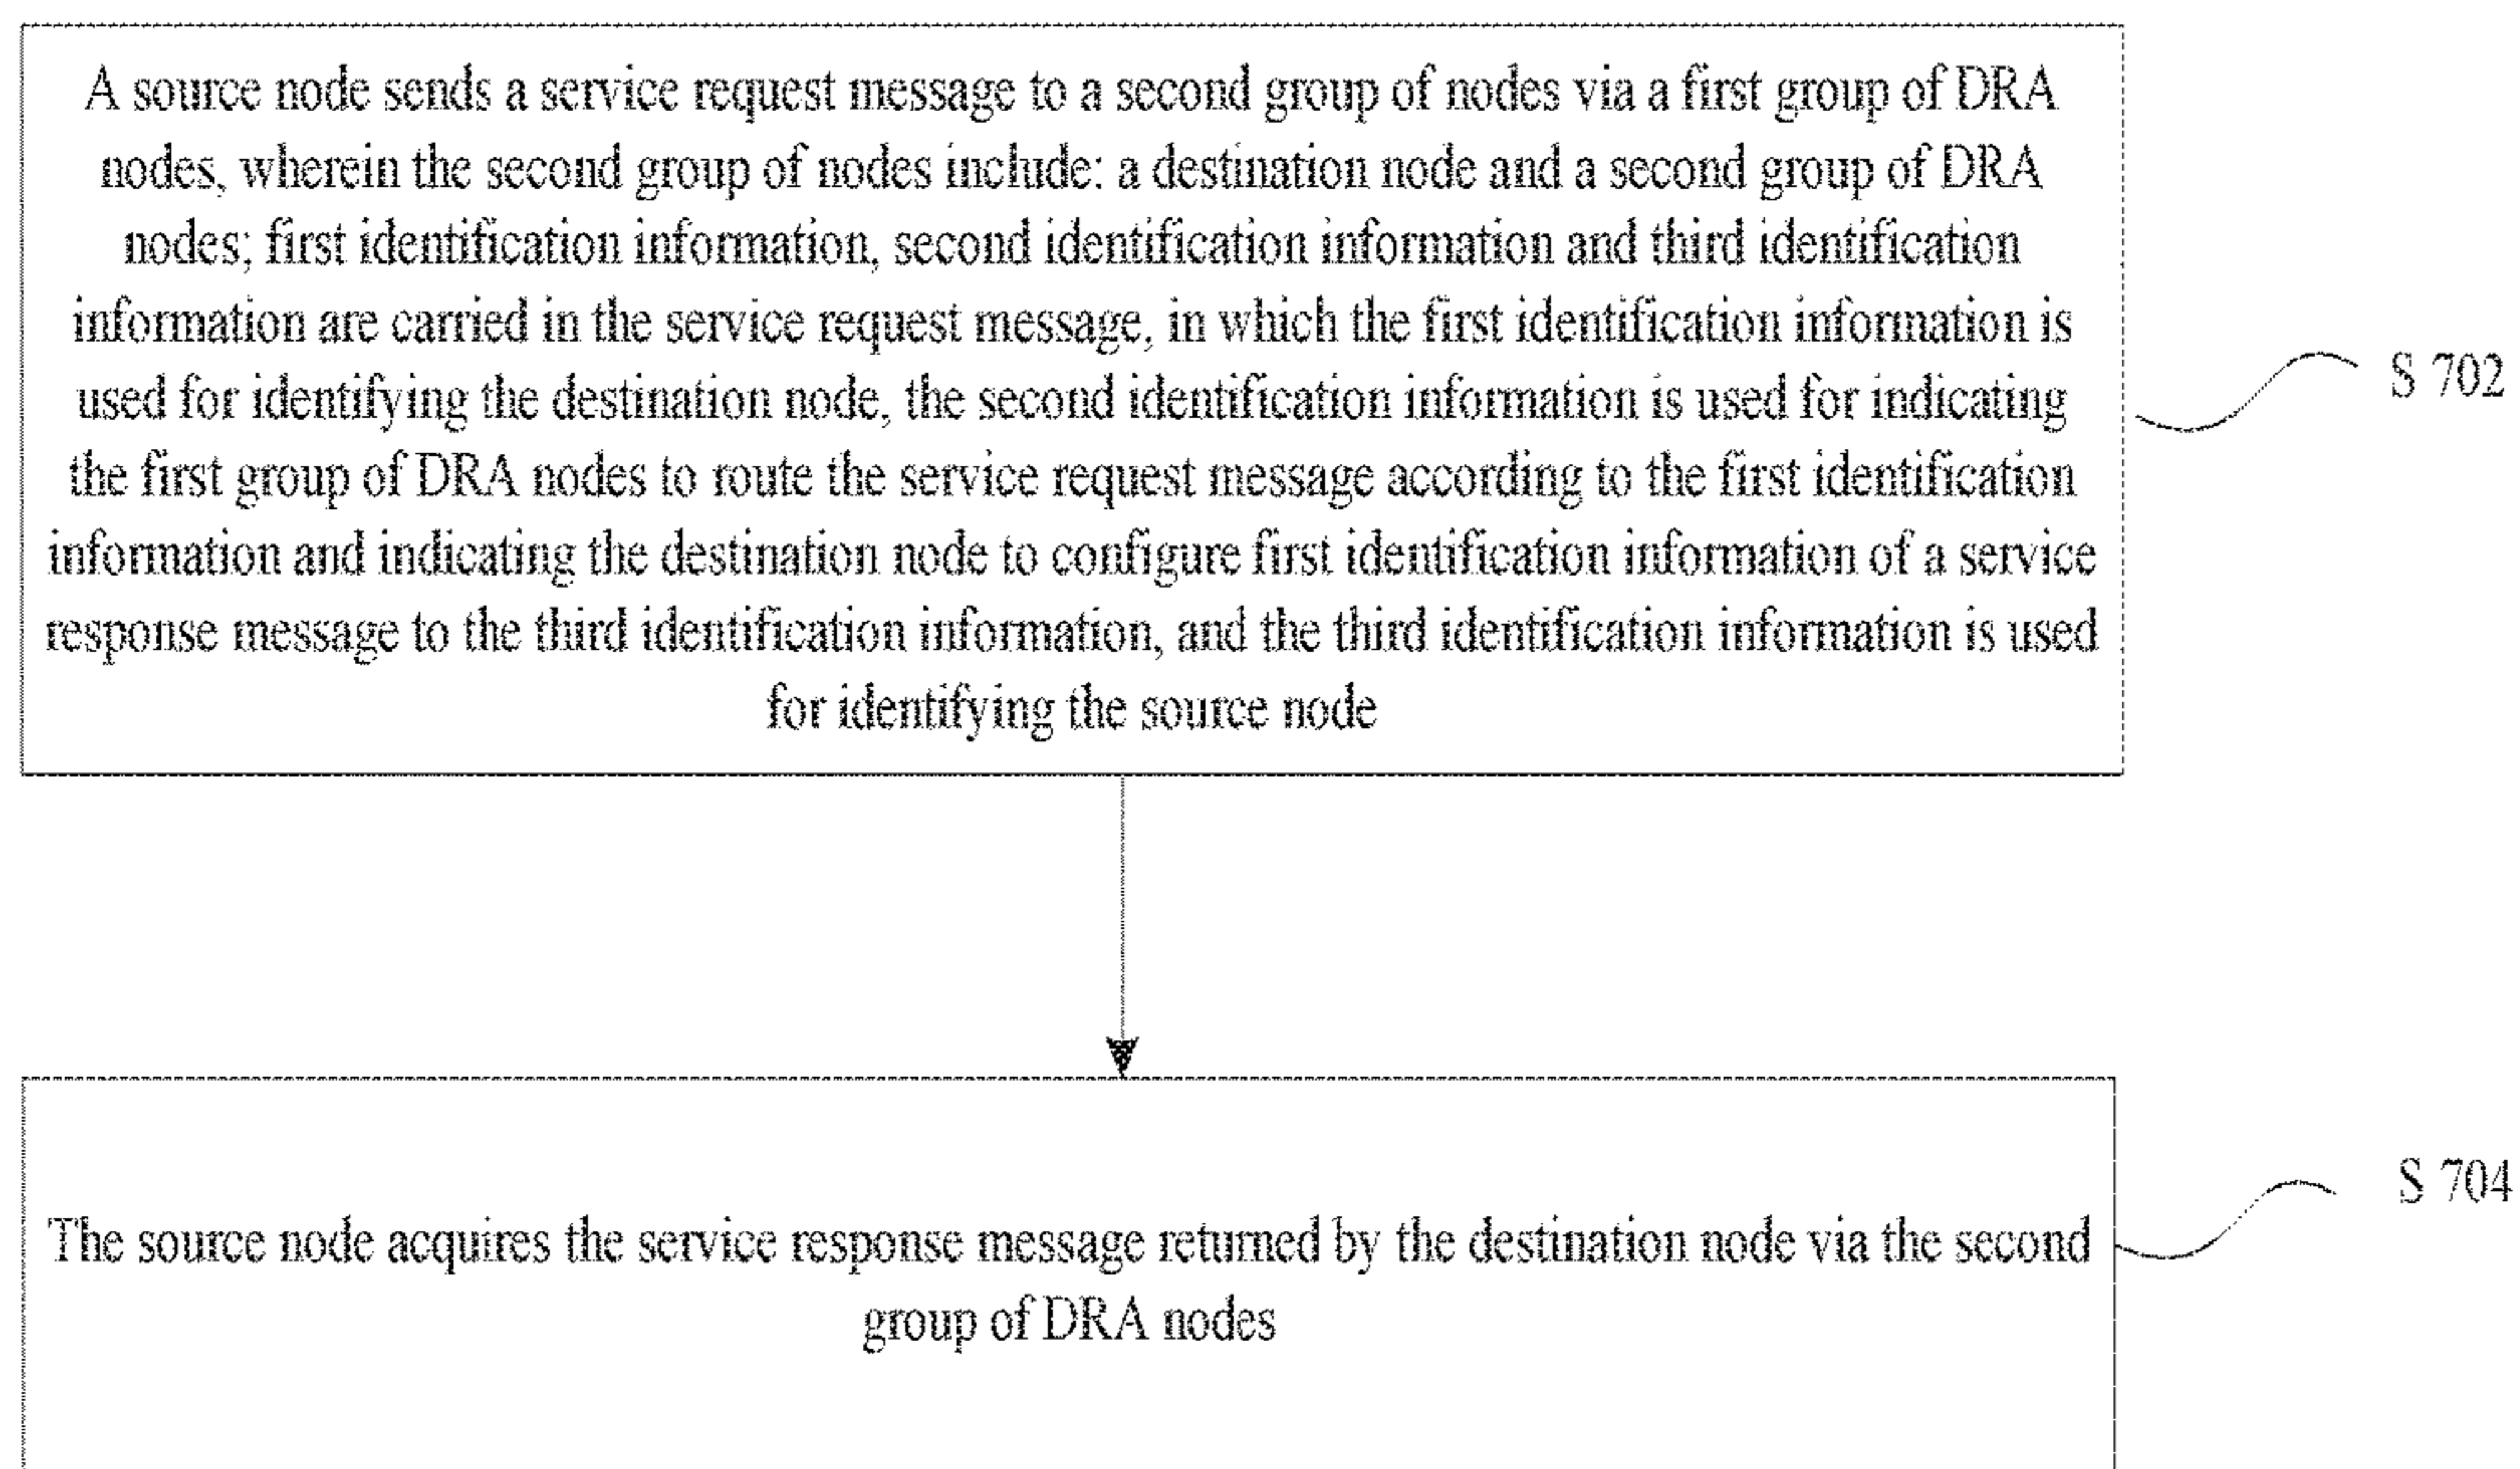 A source node sends a service request message to a second group of nodes via a first group of DRA
nodes, wherein the second group of nodes include: a destination node and a second group of DRA
nodes; first identification information, second identification information and third identification
information are carried in the service request message, in which the first identification information is
used for identifying the destination node, the second identification information is used for indicating
the first group of DRA nodes to route the service request message according to the first identification
information and indicating the destination node to configure first identification information of a service
response message to the third identification information, and the third identification information is used
for identifying the source node
S 702
The source node acquires the service response message returned by the destination node via the second
group of DRA nodes
S 704